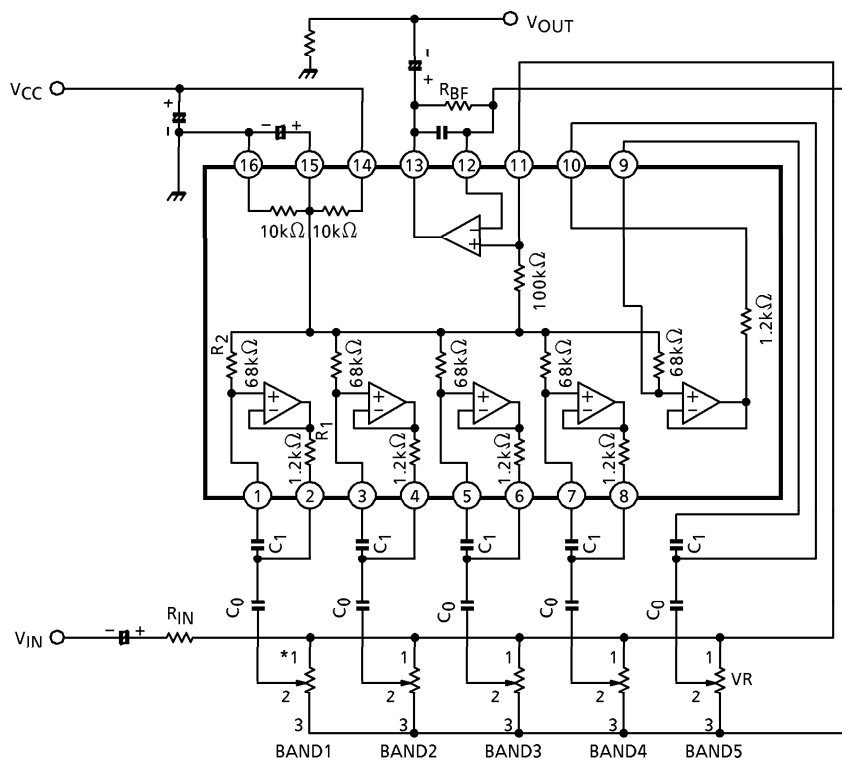 VOUT
VCC
RBF
- + 
+ - - +
16 15 14 13 12 11 10 9
10kΩ 10kΩ
- +
100kΩ
1.2kΩ
R2 68kΩ 68kΩ 68kΩ 68kΩ 68kΩ
+ - + - + - + - + -
R1
1.2kΩ 1.2kΩ 1.2kΩ 1.2kΩ
1 2 3 4 5 6 7 8
C1 C1 C1 C1 C1
C0 C0 C0 C0 C0
VIN - + RIN
*1 1 1 1 1
2 2 2 2 2 VR
3 3 3 3 3
BAND1 BAND2 BAND3 BAND4 BAND5